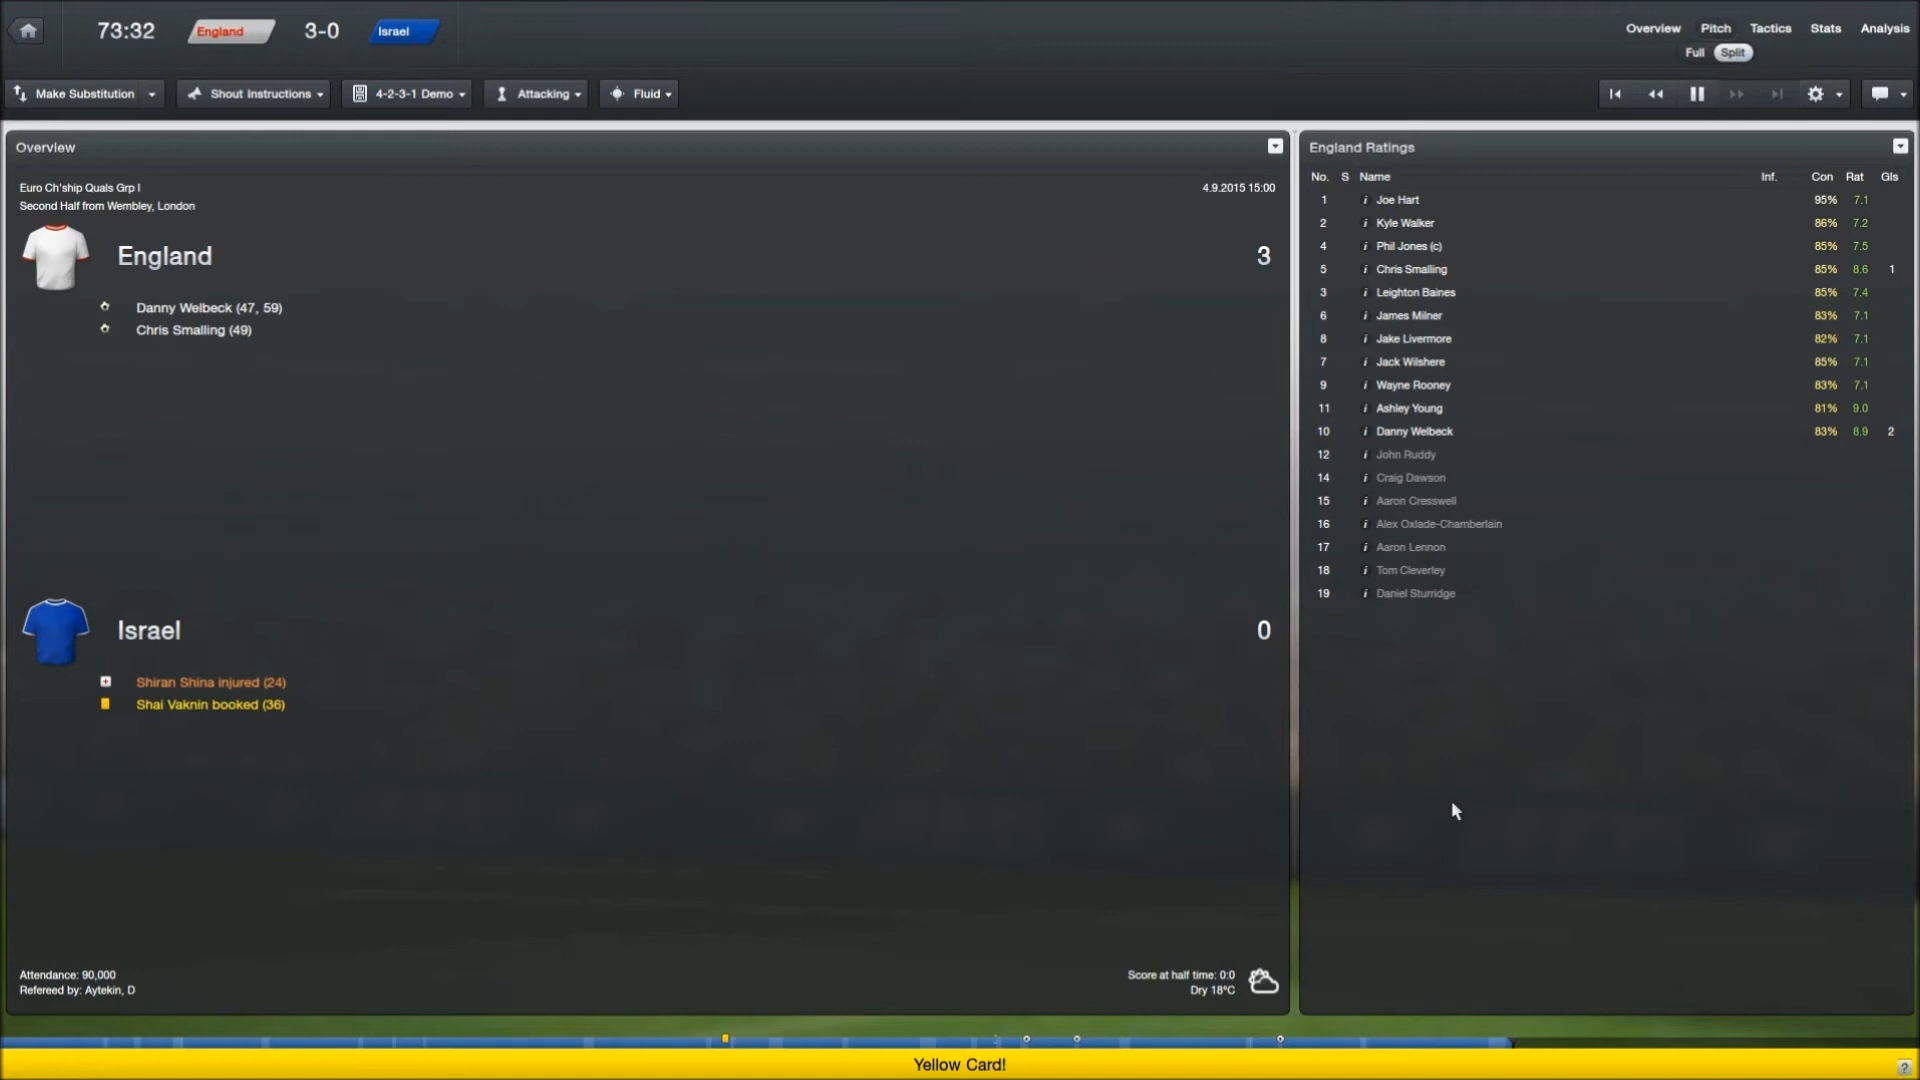 73:32 England 3-0 Israel
Overview Pitch Tactics Stats Analysis
Full Split
Make Substitution Shout Instructions 4-2-3-1 Demo Attacking Fluid
Overview
Euro Ch'ship Quals Grp I 4.9.2015 15:00
Second Half from Wembley, London
England 3
Danny Welbeck (47, 59)
Chris Smalling (49)
Israel 0
Shiran Shina injured (24)
Shai Vaknin booked (36)
Attendance: 90,000 Score at half time: 0:0
Refereed by: Aytekin, D Dry 18°C
England Ratings
No. S Name Inf. Con Rat Gls
1 i Joe Hart 95% 7.1
2 i Kyle Walker 86% 7.2
4 i Phil Jones (c) 85% 7.5
5 i Chris Smalling 85% 8.6 1
3 i Leighton Baines 85% 7.4
6 i James Milner 83% 7.1
8 i Jake Livermore 82% 7.1
7 i Jack Wilshere 85% 7.1
9 i Wayne Rooney 83% 7.1
11 i Ashley Young 81% 9.0
10 i Danny Welbeck 83% 8.9 2
12 i John Ruddy
14 i Craig Dawson
15 i Aaron Cresswell
16 i Alex Oxlade-Chamberlain
17 i Aaron Lennon
18 i Tom Cleverley
19 i Daniel Sturridge
Yellow Card!
?